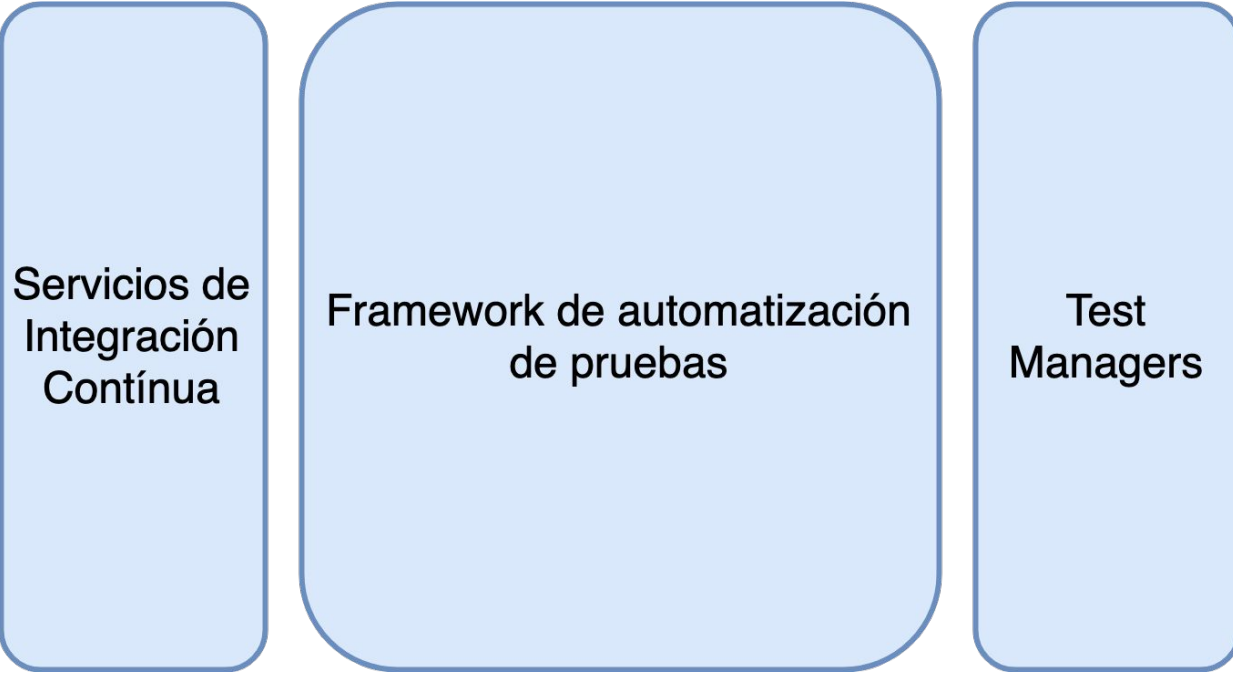 Servicios de
Integración
Contínua
Framework de automatización
de pruebas
Test
Managers